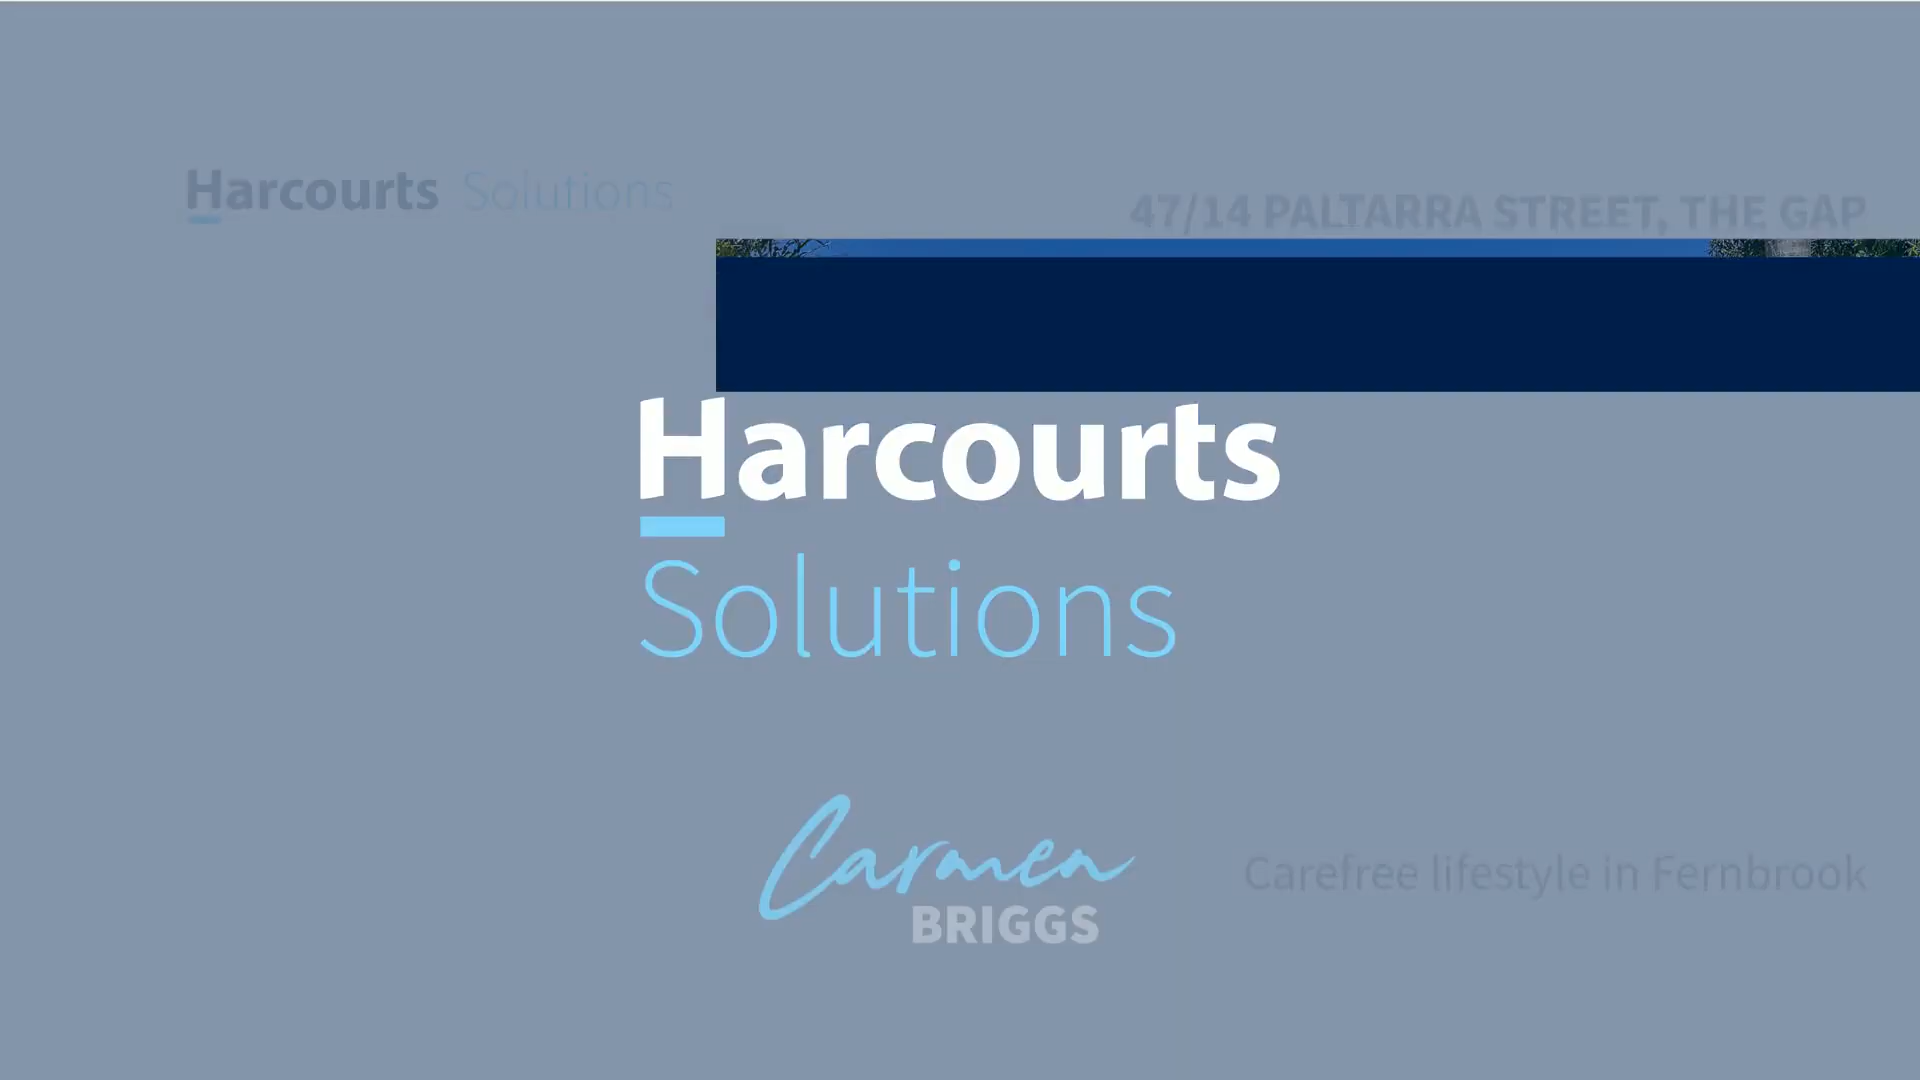 Harcourts Solutions
47/14 PALTARRA STREET, THE GAP
Harcourts
Solutions
Carmen
BRIGGS
Carefree lifestyle in Fernbrook